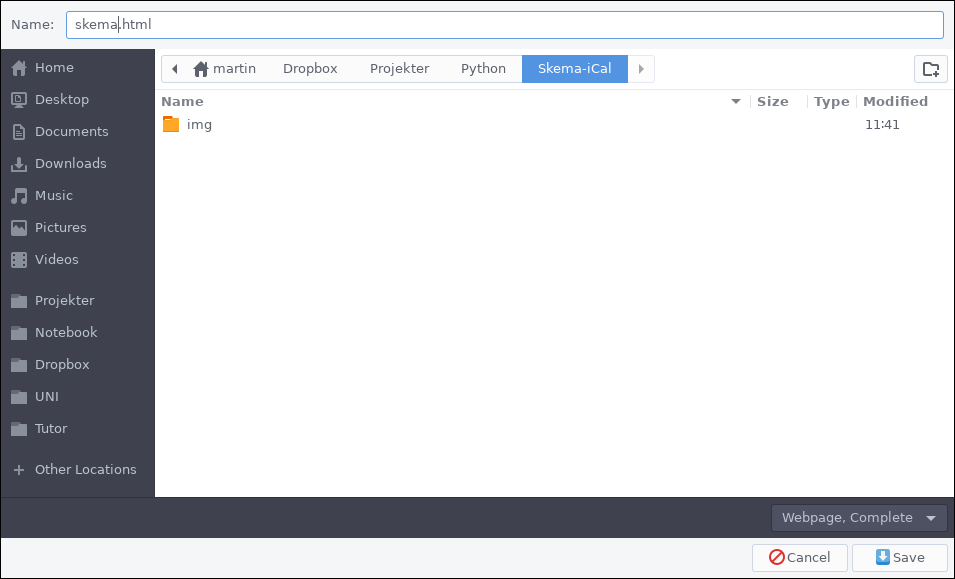 Name: skema.html
Home
Desktop
Documents
Downloads
Music
Pictures
Videos
Projekter
Notebook
Dropbox
UNI
Tutor
Other Locations
martin Dropbox Projekter Python Skema-iCal
Name Size Type Modified
img 11:41
Webpage, Complete
Cancel Save